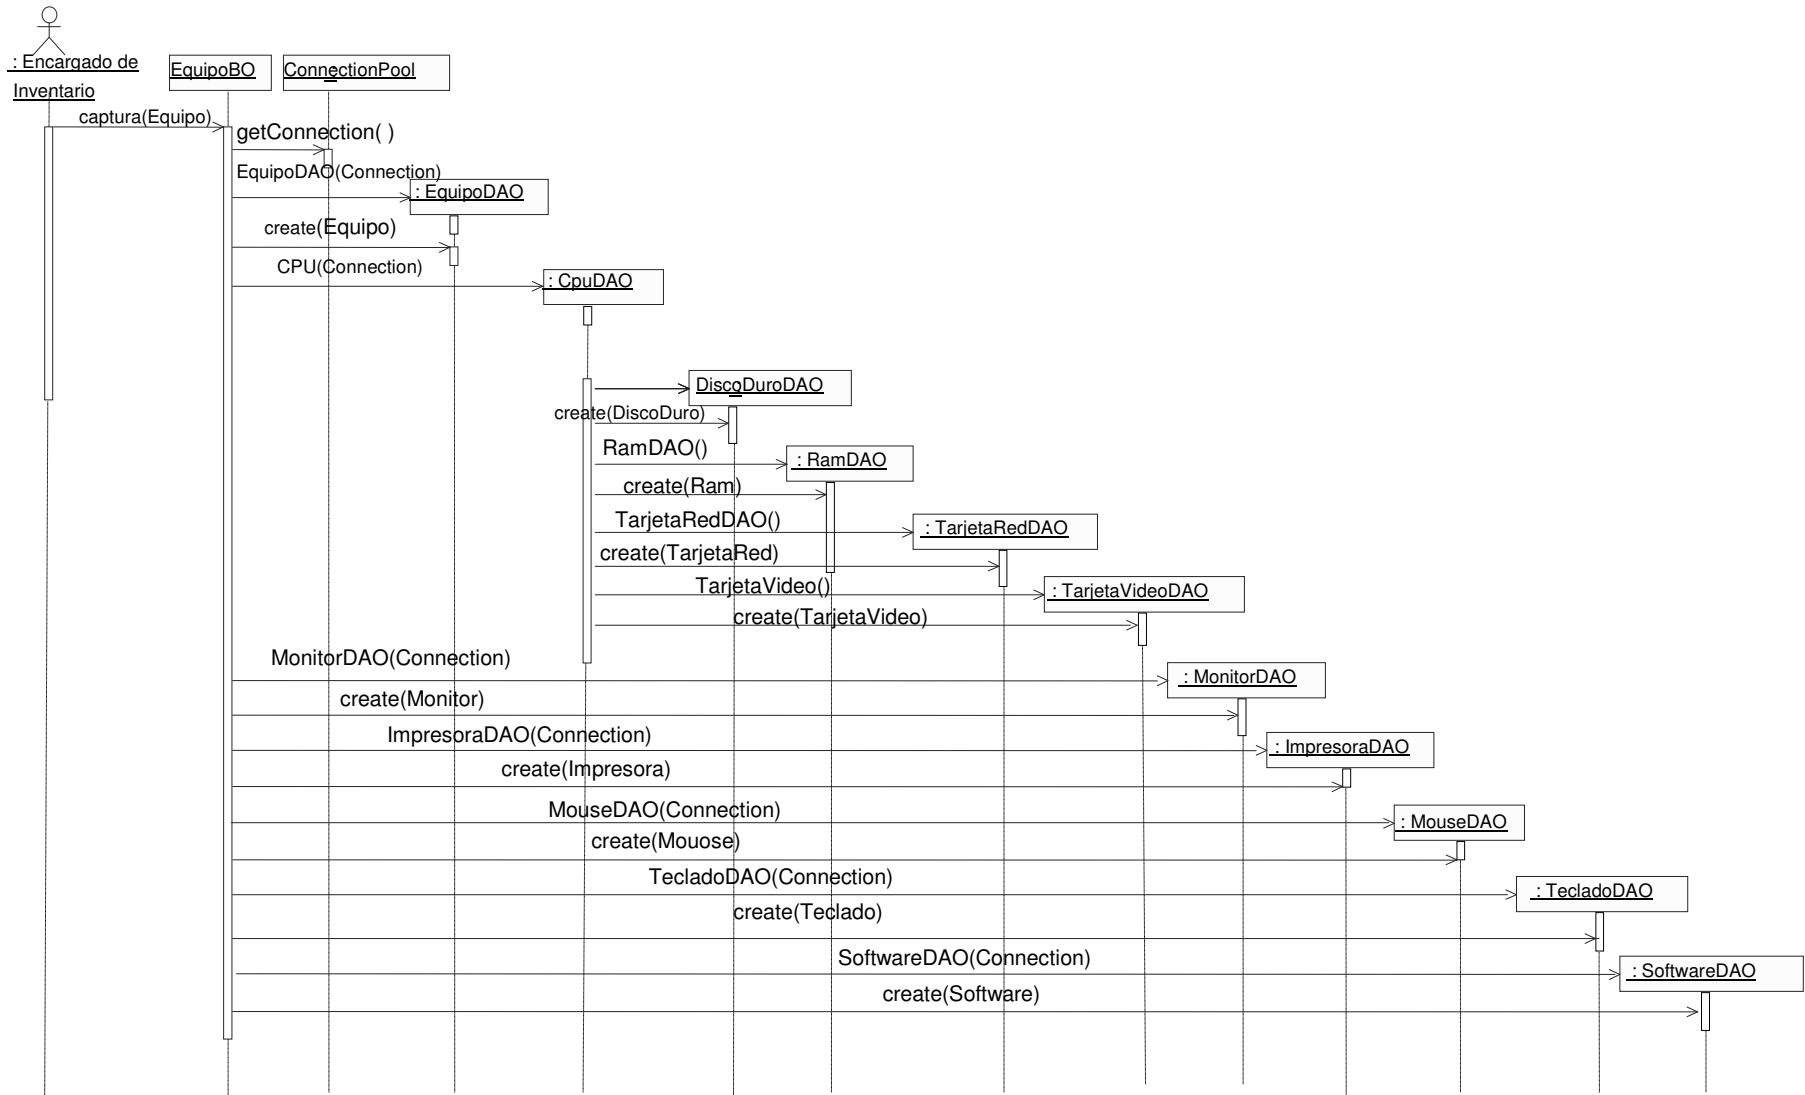 : Encargado de
Inventario
EquipoBO
ConnectionPool
captura(Equipo)
getConnection( )
EquipoDAO(Connection)
: EquipoDAO
create(Equipo)
CPU(Connection)
: CpuDAO
DiscoDuroDAO
create(DiscoDuro)
RamDAO()
: RamDAO
create(Ram)
TarjetaRedDAO()
: TarjetaRedDAO
create(TarjetaRed)
TarjetaVideo()
: TarjetaVideoDAO
create(TarjetaVideo)
MonitorDAO(Connection)
: MonitorDAO
create(Monitor)
ImpresoraDAO(Connection)
: ImpresoraDAO
create(Impresora)
MouseDAO(Connection)
: MouseDAO
create(Mouose)
TecladoDAO(Connection)
: TecladoDAO
create(Teclado)
SoftwareDAO(Connection)
: SoftwareDAO
create(Software)